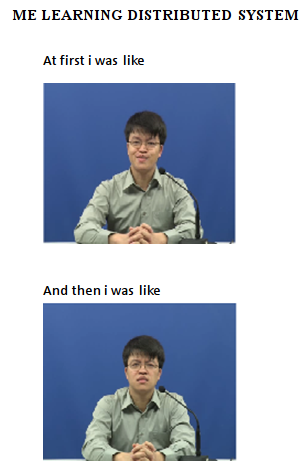 ME LEARNING DISTRIBUTED SYSTEM
At first i was like
And then i was like